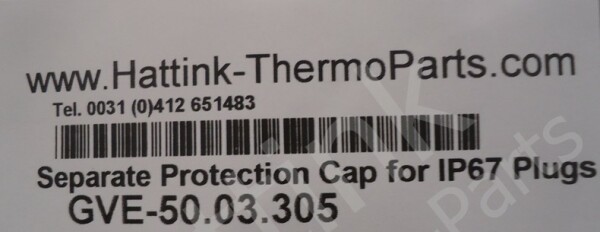 www.Hattink-ThermoParts.com
Tel. 0031 (0)412 651483
Separate Protection Cap for IP67 Plugs
GVE-50.03.305